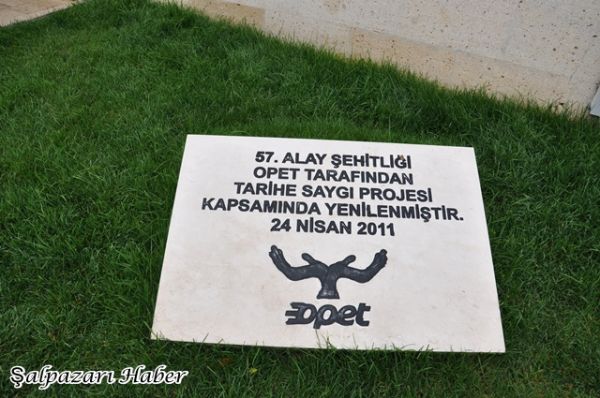 57. ALAY ŞEHİTLİĞİ
OPET TARAFINDAN
TARİHE SAYGI PROJESİ
KAPSAMINDA YENİLENMİŞTİR.
24 NİSAN 2011
opet
Şalpazarı Haber